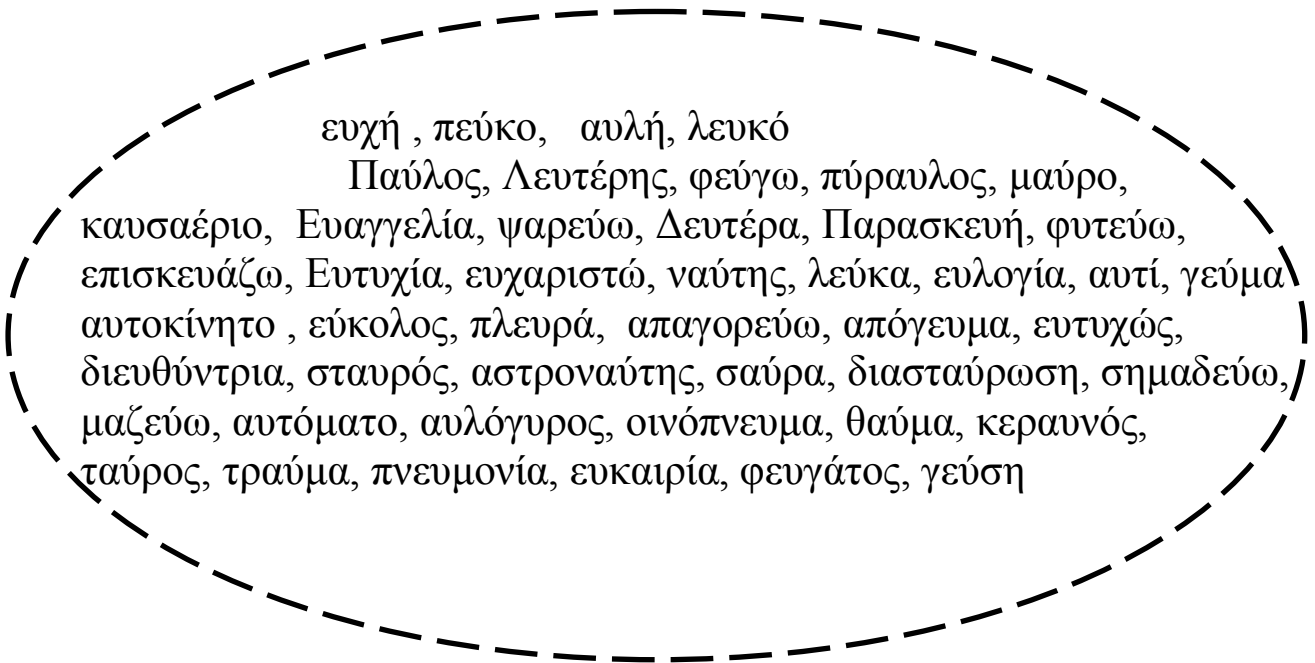 ευχή , πεύκο, αυλή, λευκό
Παύλος, Λευτέρης, φεύγω, πύραυλος, μαύρο,
καυσαέριο, Ευαγγελία, ψαρεύω, Δευτέρα, Παρασκευή, φυτεύω,
επισκευάζω, Ευτυχία, ευχαριστώ, ναύτης, λεύκα, ευλογία, αυτί, γεύμα
αυτοκίνητο , εύκολος, πλευρά, απαγορεύω, απόγευμα, ευτυχώς,
διευθύντρια, σταυρός, αστροναύτης, σαύρα, διασταύρωση, σημαδεύω,
μαζεύω, αυτόματο, αυλόγυρος, οινόπνευμα, θαύμα, κεραυνός,
ταύρος, τραύμα, πνευμονία, ευκαιρία, φευγάτος, γεύση